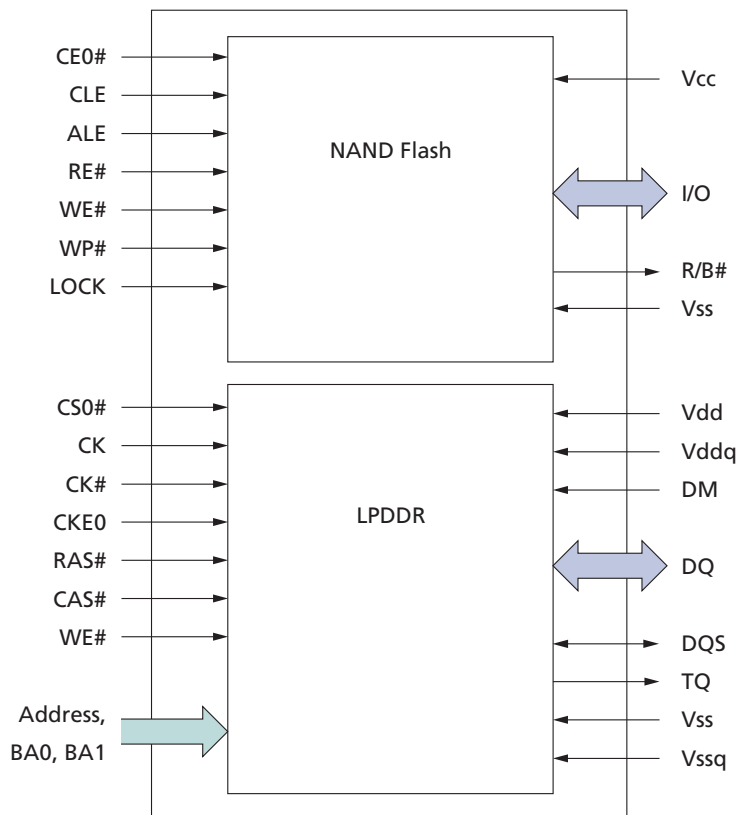 CE0#
CLE
ALE
RE#
WE#
WP#
LOCK
NAND Flash
Vcc
I/O
R/B#
Vss
CS0#
CK
CK#
CKE0
RAS#
CAS#
WE#
Address,
BA0, BA1
LPDDR
Vdd
Vddq
DM
DQ
DQS
TQ
Vss
Vssq